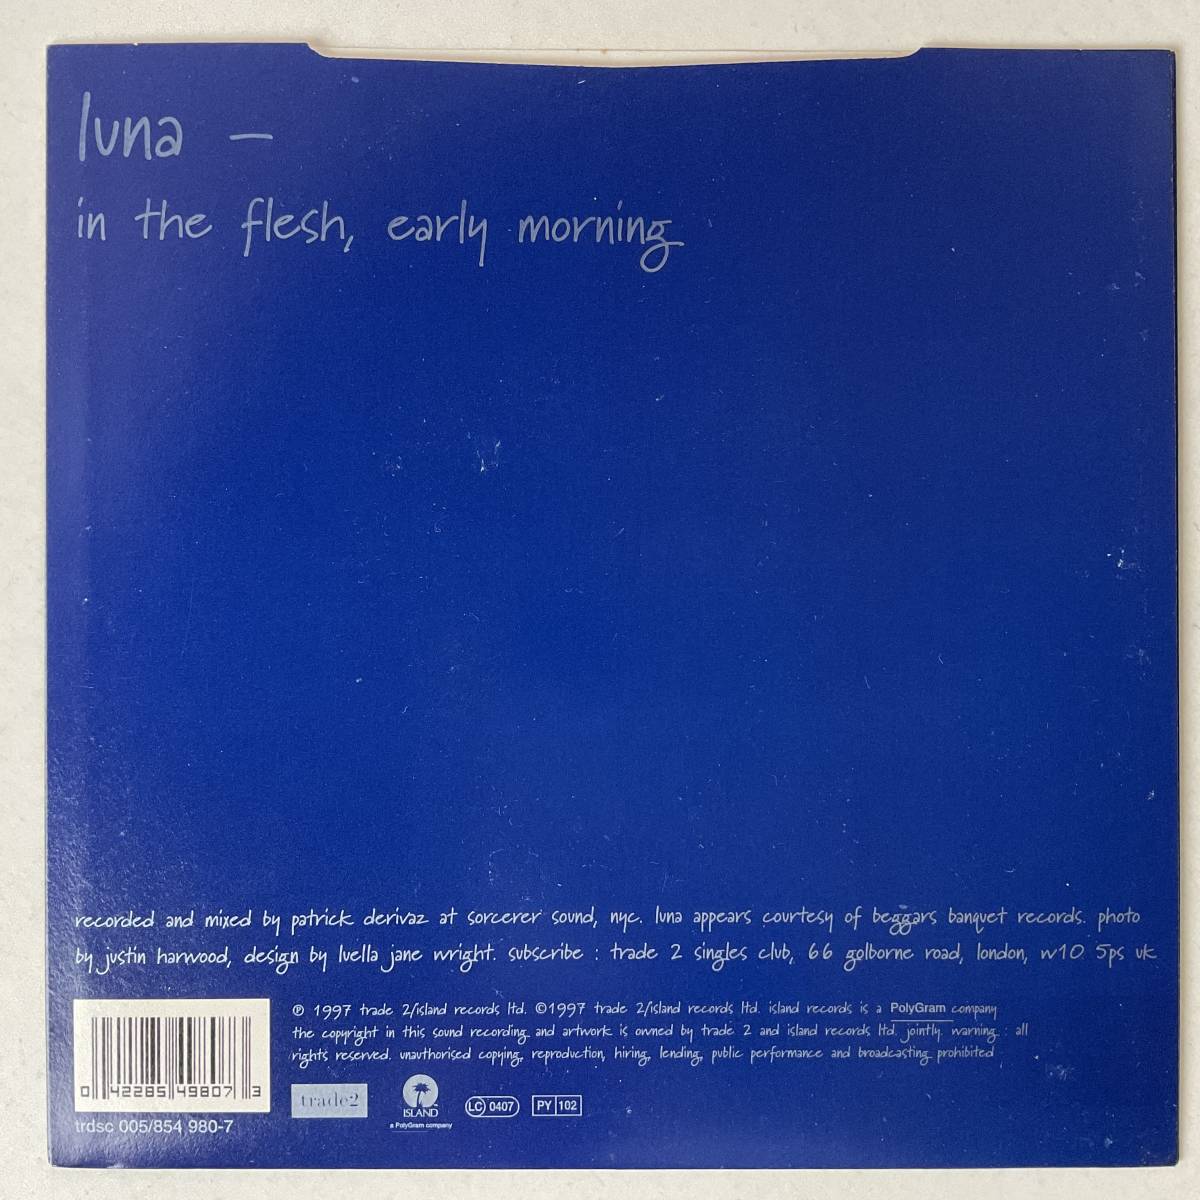 luna –
in the flesh, early morning
recorded and mixed by patrick derivaz at sorcerer sound, nyc. luna appears courtesy of beggars banquet records. photo
by justin harwood, design by luella jane wright. subscribe : trade 2 singles club, 66 golborne road, london, w10 5ps uk
℗ 1997 trade 2/island records ltd. ©1997 trade 2/island records ltd. island records is a PolyGram company
the copyright in this sound recording and artwork is owned by trade 2 and island records ltd. jointly. warning : all
rights reserved. unauthorised copying, reproduction, hiring, lending, public performance and broadcasting prohibited
0 42285 49807 3
trade2
ISLAND
a PolyGram company
LC 0407
PY 102
trdsc 005/854 980-7